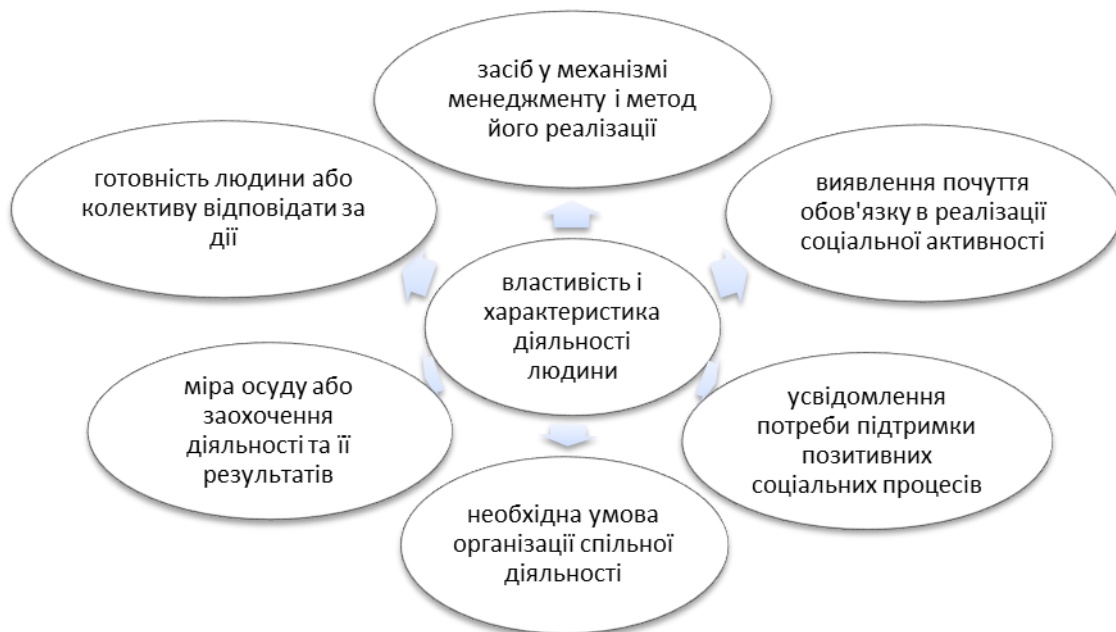 засіб у механізмі
менеджменту і метод
його реалізації
готовність людини або
колективу відповідати за
дії
виявлення почуття
обов'язку в реалізації
соціальної активності
властивість і
характеристика
діяльності
людини
міра осуду або
заохочення
діяльності та її
результатів
усвідомлення
потреби підтримки
позитивних
соціальних процесів
необхідна умова
організації спільної
діяльності